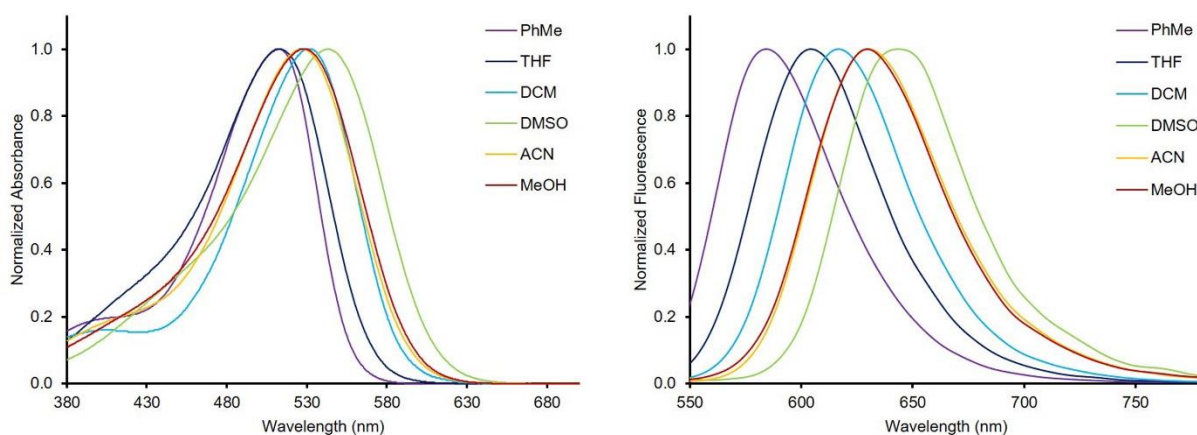 Normalized Absorbance
1.0
0.8
0.6
0.4
0.2
0.0
380 430 480 530 580 630 680
Wavelength (nm)
PhMe
THF
DCM
DMSO
ACN
MeOH
Normalized Fluorescence
1.0
0.8
0.6
0.4
0.2
0.0
550 600 650 700 750
Wavelength (nm)
PhMe
THF
DCM
DMSO
ACN
MeOH